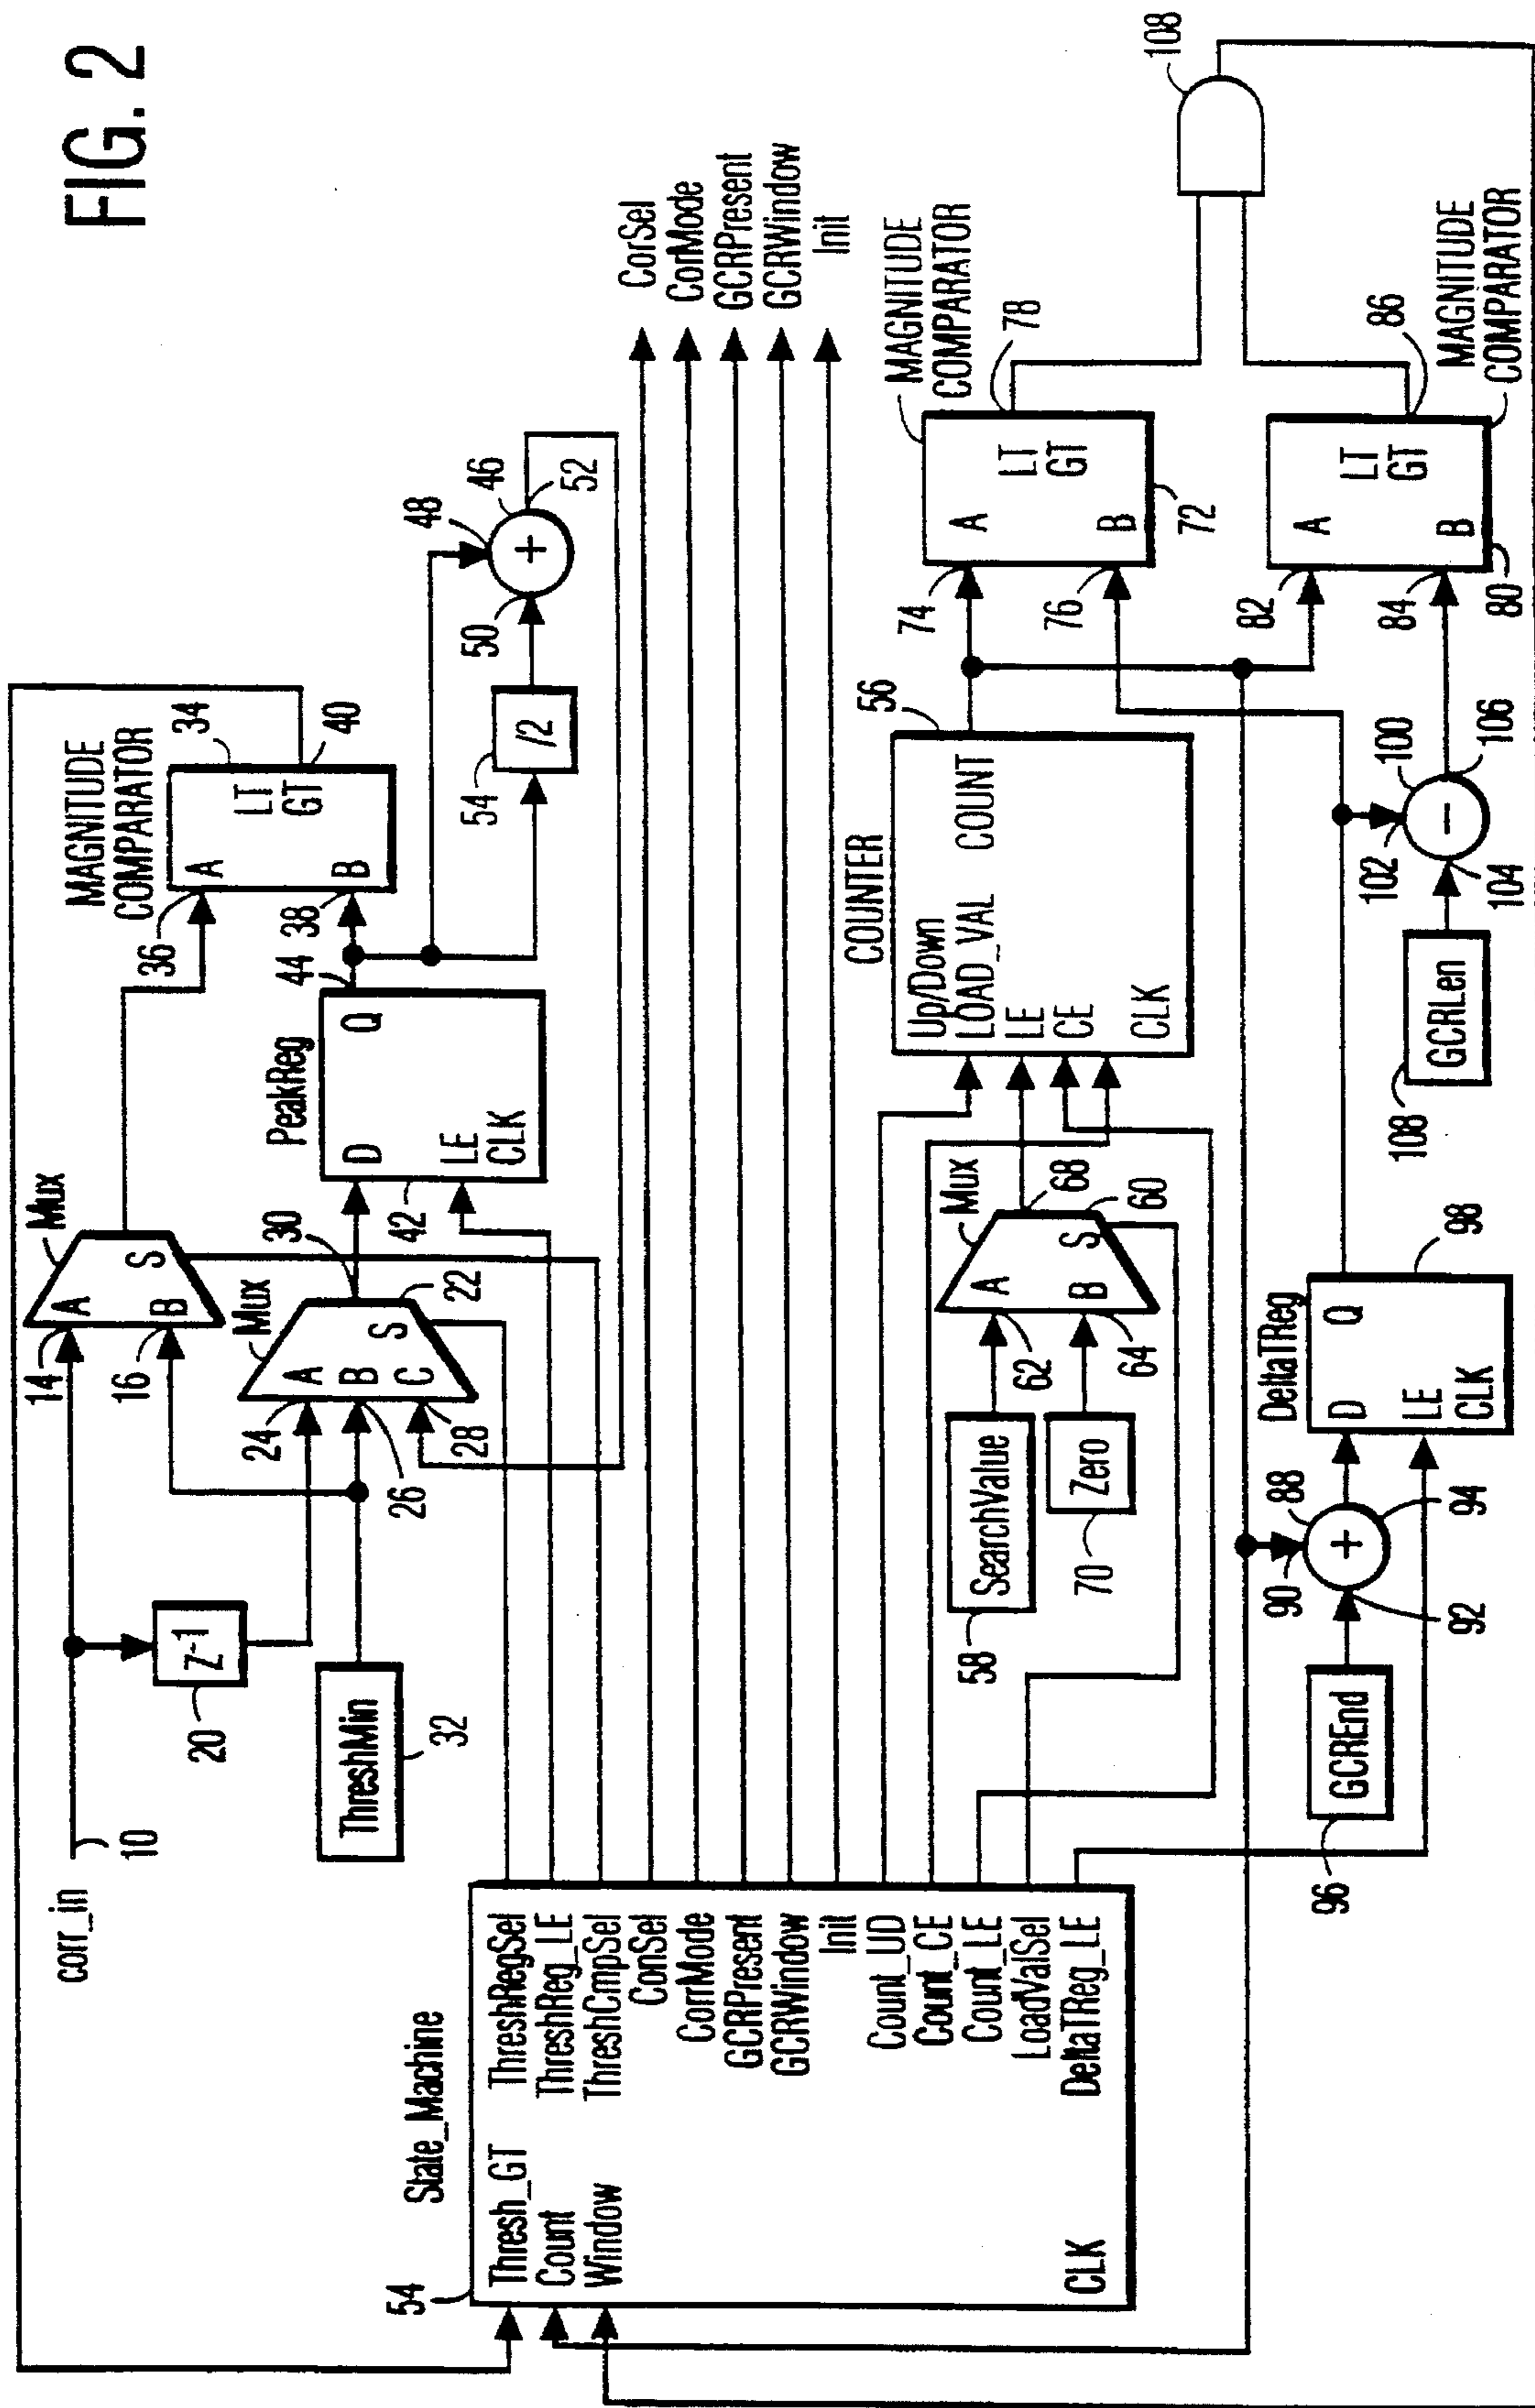 FIG. 2
corr_in
10
14
A
Mux
16
B
S
20
Z-1
ThreshMin
32
24
A
Mux
26
B
S
28
C
22
30
PeakReg
D
Q
LE
CLK
42
44
MAGNITUDE
COMPARATOR
36
A
38
B
LT
GT
34
40
54
/2
50
48
+
46
52
State_Machine
54
Thresh_GT
Count
Window
CLK
ThreshRegSel
ThreshReg_LE
ThreshCmpSel
ConSel
CorrMode
GCRPresent
GCRWindow
Init
Count_UD
Count_CE
Count_LE
LoadValSel
DeltaTReg_LE
CorSel
CorMode
GCRPresent
GCRWindow
Init
SearchValue
58
Zero
70
62
A
Mux
64
B
S
68
60
COUNTER
Up/Down
LOAD_VAL
COUNT
LE
CE
CLK
56
MAGNITUDE
COMPARATOR
74
A
76
B
LT
GT
78
72
82
A
84
B
LT
GT
86
80
MAGNITUDE
COMPARATOR
108
GCREnd
96
90
+
88
92
94
DeltaTReg
D
Q
LE
CLK
98
GCRLen
108
102
-
100
104
106